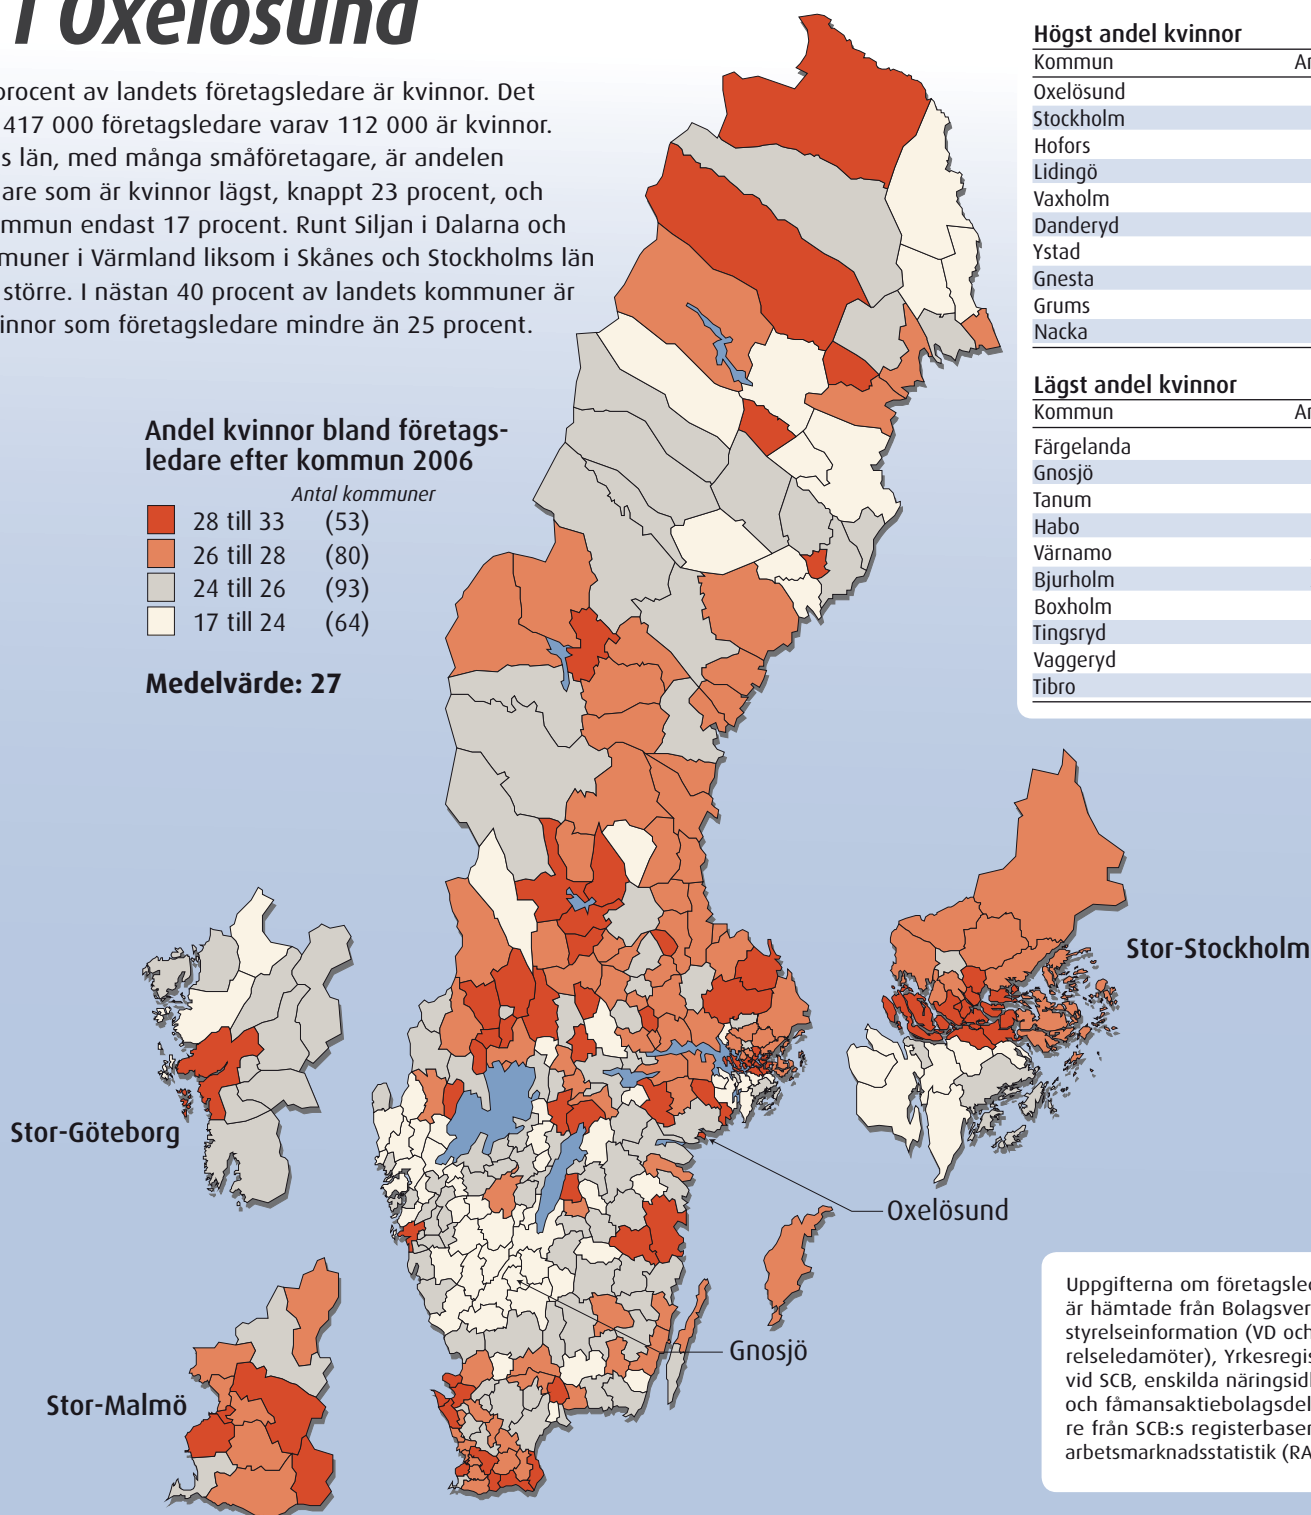 i Oxelösund
procent av landets företagsledare är kvinnor. Det
417 000 företagsledare varav 112 000 är kvinnor.
s län, med många småföretagare, är andelen
are som är kvinnor lägst, knappt 23 procent, och
mmun endast 17 procent. Runt Siljan i Dalarna och
muner i Värmland liksom i Skånes och Stockholms län
större. I nästan 40 procent av landets kommuner är
innor som företagsledare mindre än 25 procent.
Andel kvinnor bland företags-
ledare efter kommun 2006
Antal kommuner
28 till 33 (53)
26 till 28 (80)
24 till 26 (93)
17 till 24 (64)
Medelvärde: 27
Högst andel kvinnor
Kommun An
Oxelösund
Stockholm
Hofors
Lidingö
Vaxholm
Danderyd
Ystad
Gnesta
Grums
Nacka
Lägst andel kvinnor
Kommun An
Färgelanda
Gnosjö
Tanum
Habo
Värnamo
Bjurholm
Boxholm
Tingsryd
Vaggeryd
Tibro
Stor-Stockholm
Stor-Göteborg
Oxelösund
Gnosjö
Stor-Malmö
Uppgifterna om företagsled
är hämtade från Bolagsver
styrelseinformation (VD och
relseledamöter), Yrkesregis
vid SCB, enskilda näringsid
och fåmansaktiebolagsdel
re från SCB:s registerbaser
arbetsmarknadsstatistik (RA